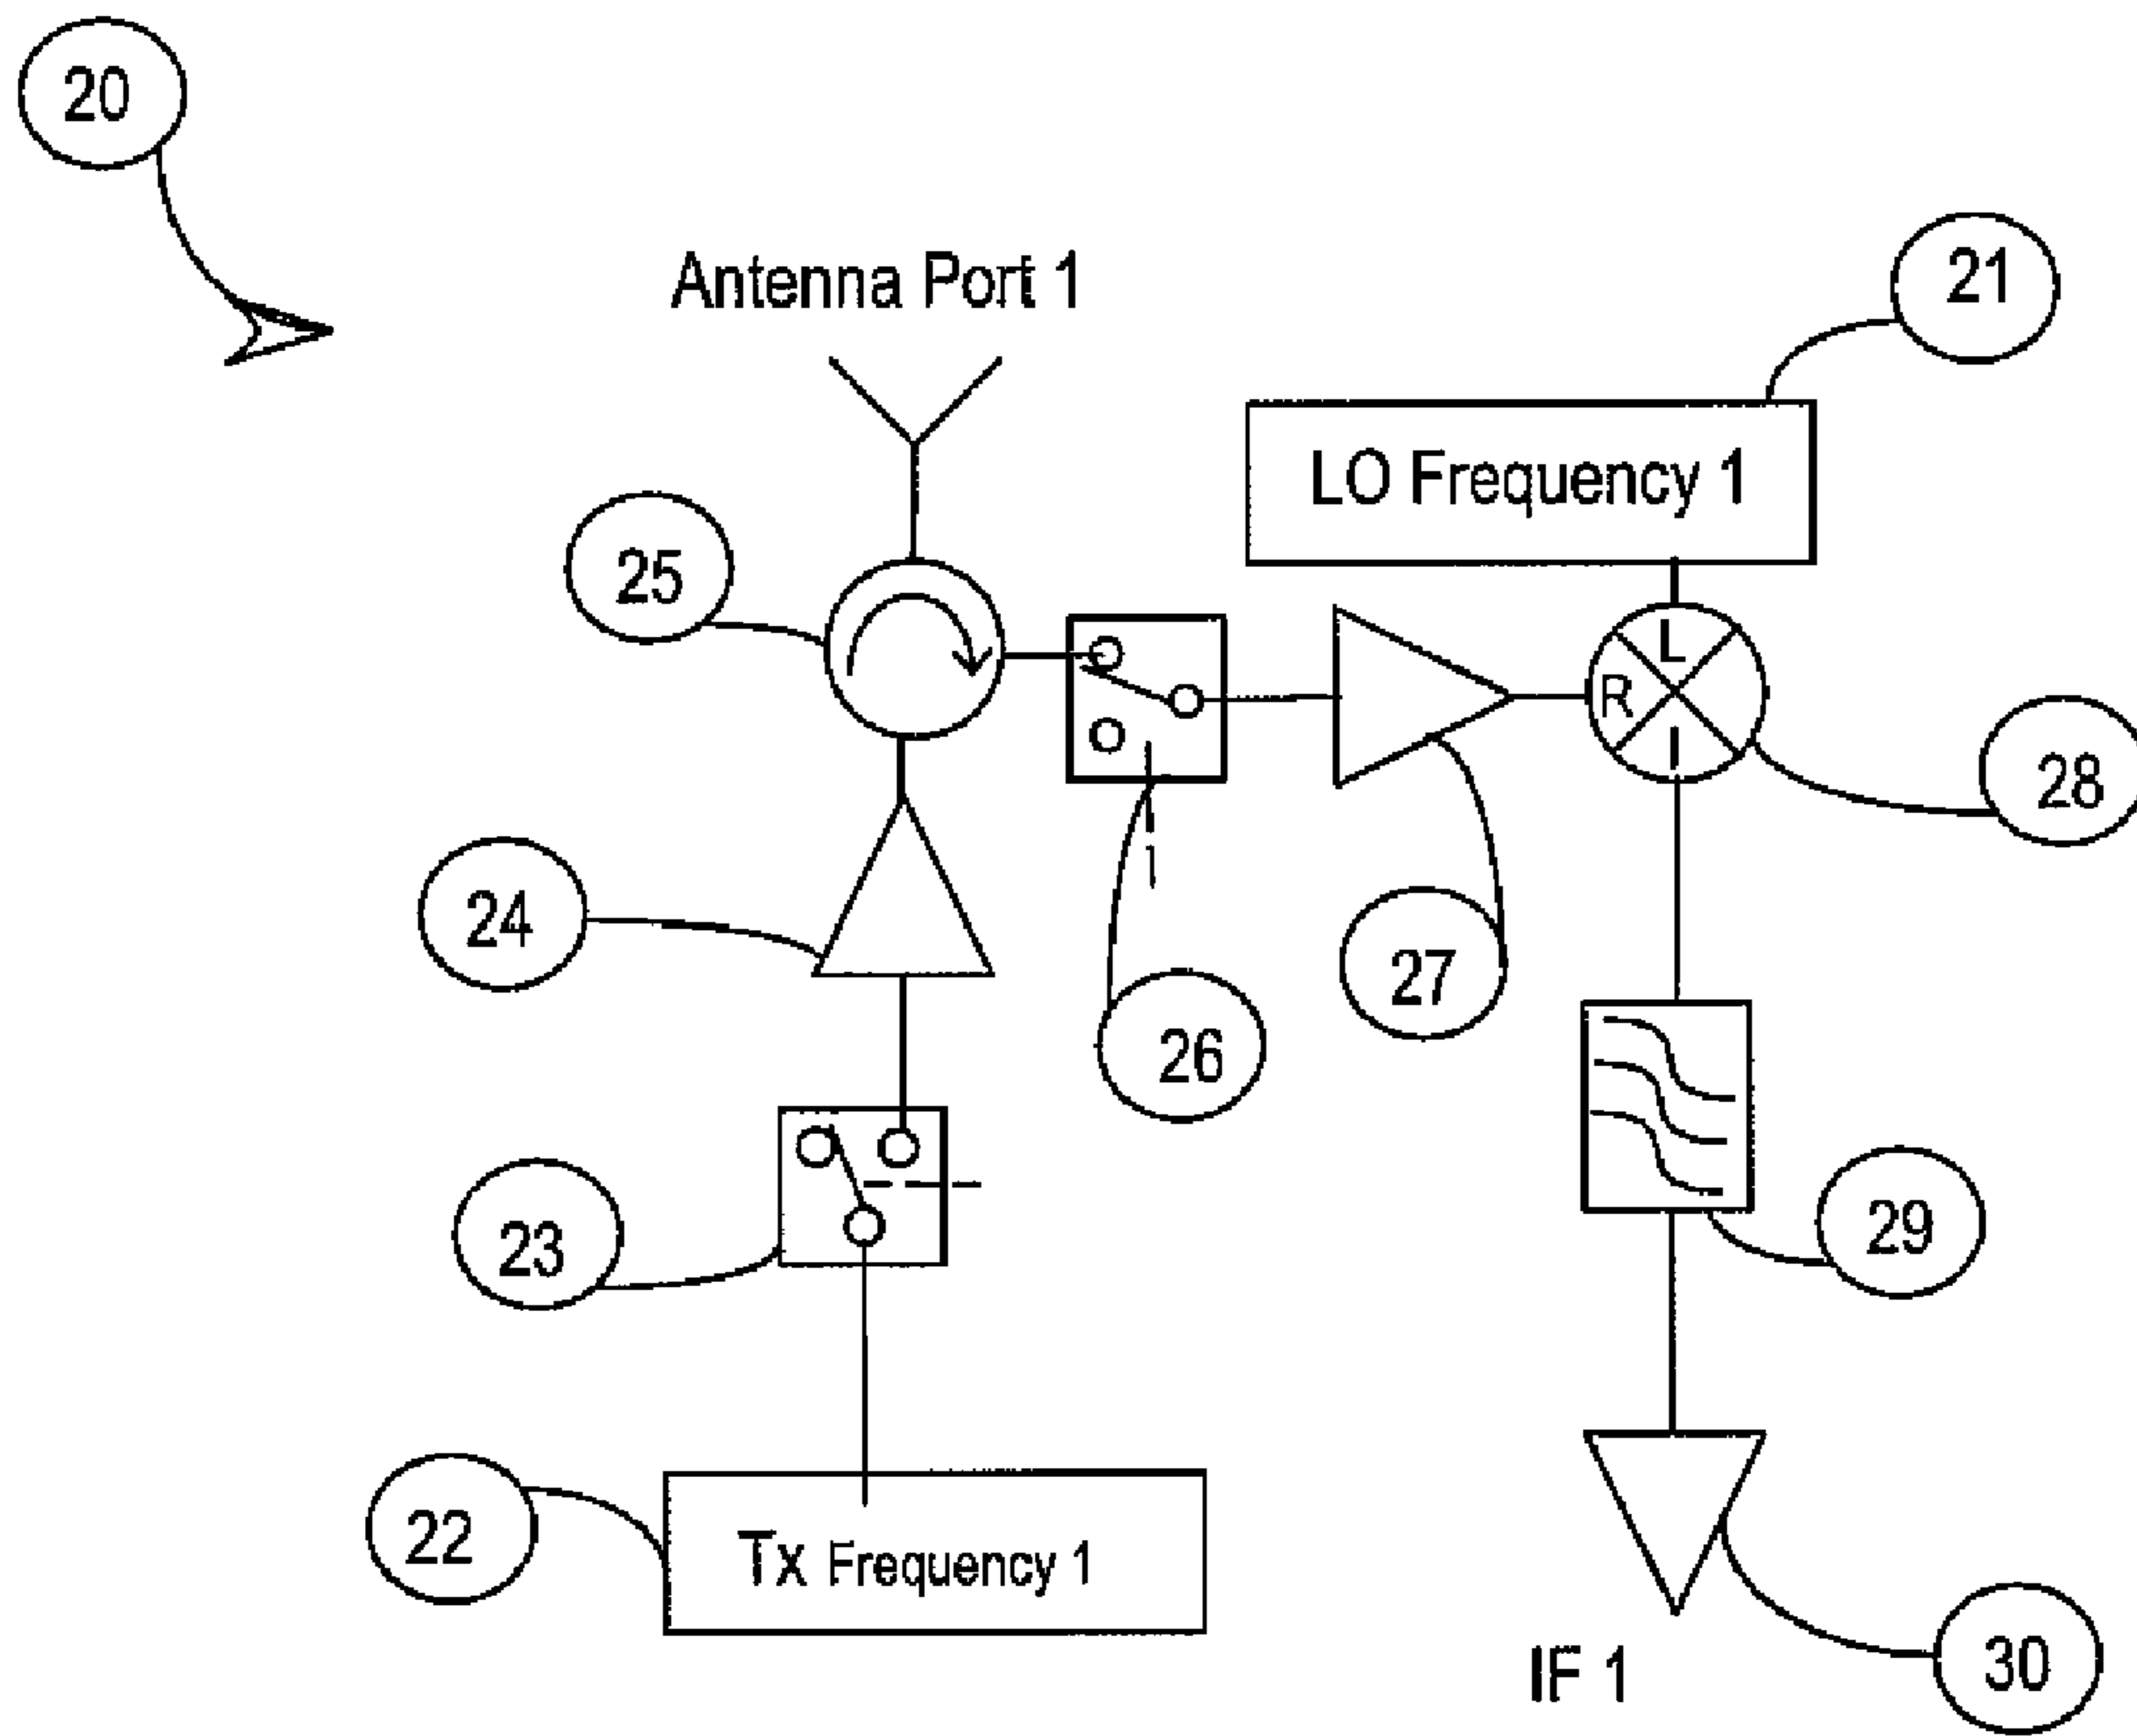 20
Antenna Port 1
21
LO Frequency 1
25
L
R
I
28
24
27
26
23
29
22
Tx Frequency 1
IF 1
30